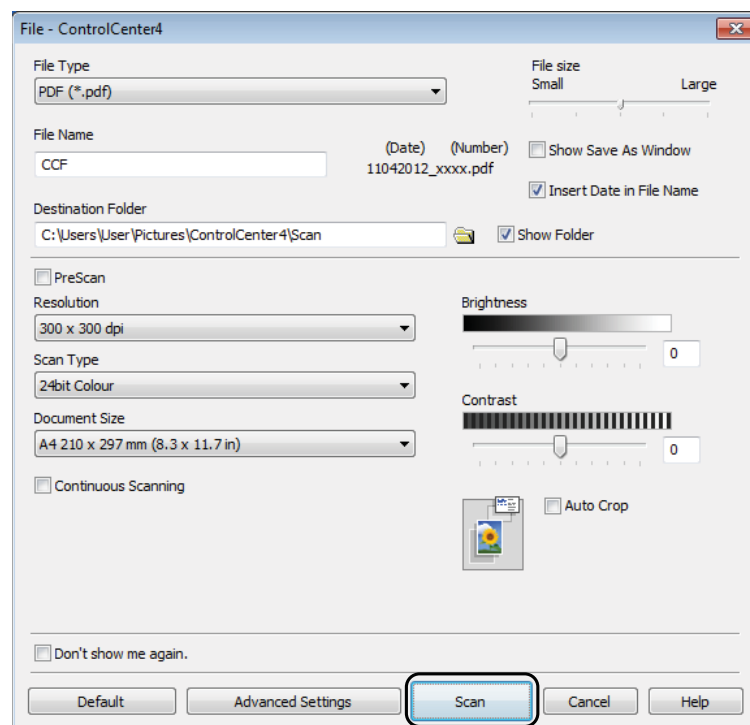 File - ControlCenter4
File Type
PDF (*.pdf)
File size
Small Large
File Name
CCF
(Date) (Number)
11042012_xxxx.pdf
Show Save As Window
Insert Date in File Name
Destination Folder
C:\Users\User\Pictures\ControlCenter4\Scan
Show Folder
PreScan
Resolution
300 x 300 dpi
Scan Type
24bit Colour
Document Size
A4 210 x 297 mm (8.3 x 11.7 in)
Continuous Scanning
Brightness
0
Contrast
0
Auto Crop
Don't show me again.
Default Advanced Settings Scan Cancel Help